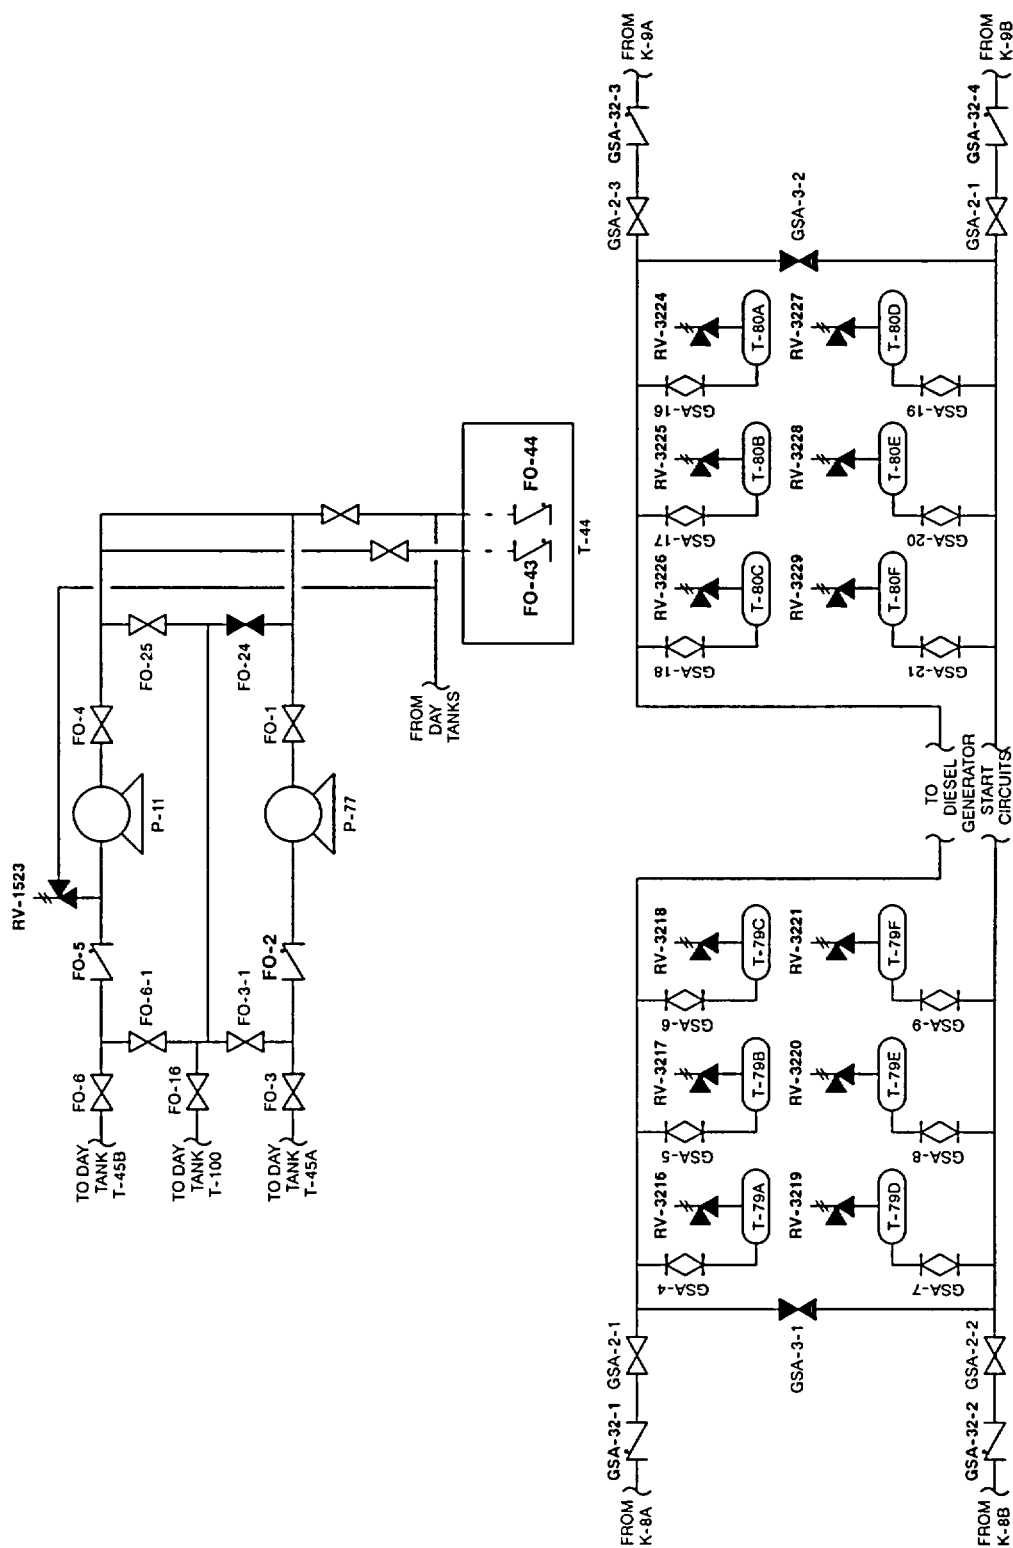 RV-1523
TO DAY
TANK
T-45B
FO-6
FO-5
P-11
FO-4
FO-6-1
FO-25
TO DAY
TANK
T-100
FO-16
FO-3-1
FO-24
TO DAY
TANK
T-45A
FO-3
FO-2
P-77
FO-1
FROM
DAY
TANKS
FO-43
FO-44
T-44
FROM
K-8A
GSA-32-1
GSA-2-1
GSA-4
RV-3216
T-79A
GSA-5
RV-3217
T-79B
GSA-6
RV-3218
T-79C
GSA-3-1
RV-3219
T-79D
GSA-7
RV-3220
T-79E
GSA-8
RV-3221
T-79F
GSA-9
FROM
K-8B
GSA-32-2
GSA-2-2
TO
DIESEL
GENERATOR
START
CIRCUITS
GSA-18
RV-3226
T-80C
GSA-17
RV-3225
T-80B
GSA-16
RV-3224
T-80A
GSA-2-3
GSA-32-3
FROM
K-9A
RV-3229
T-80F
GSA-21
RV-3228
T-80E
GSA-20
RV-3227
T-80D
GSA-19
GSA-3-2
GSA-2-1
GSA-32-4
FROM
K-9B